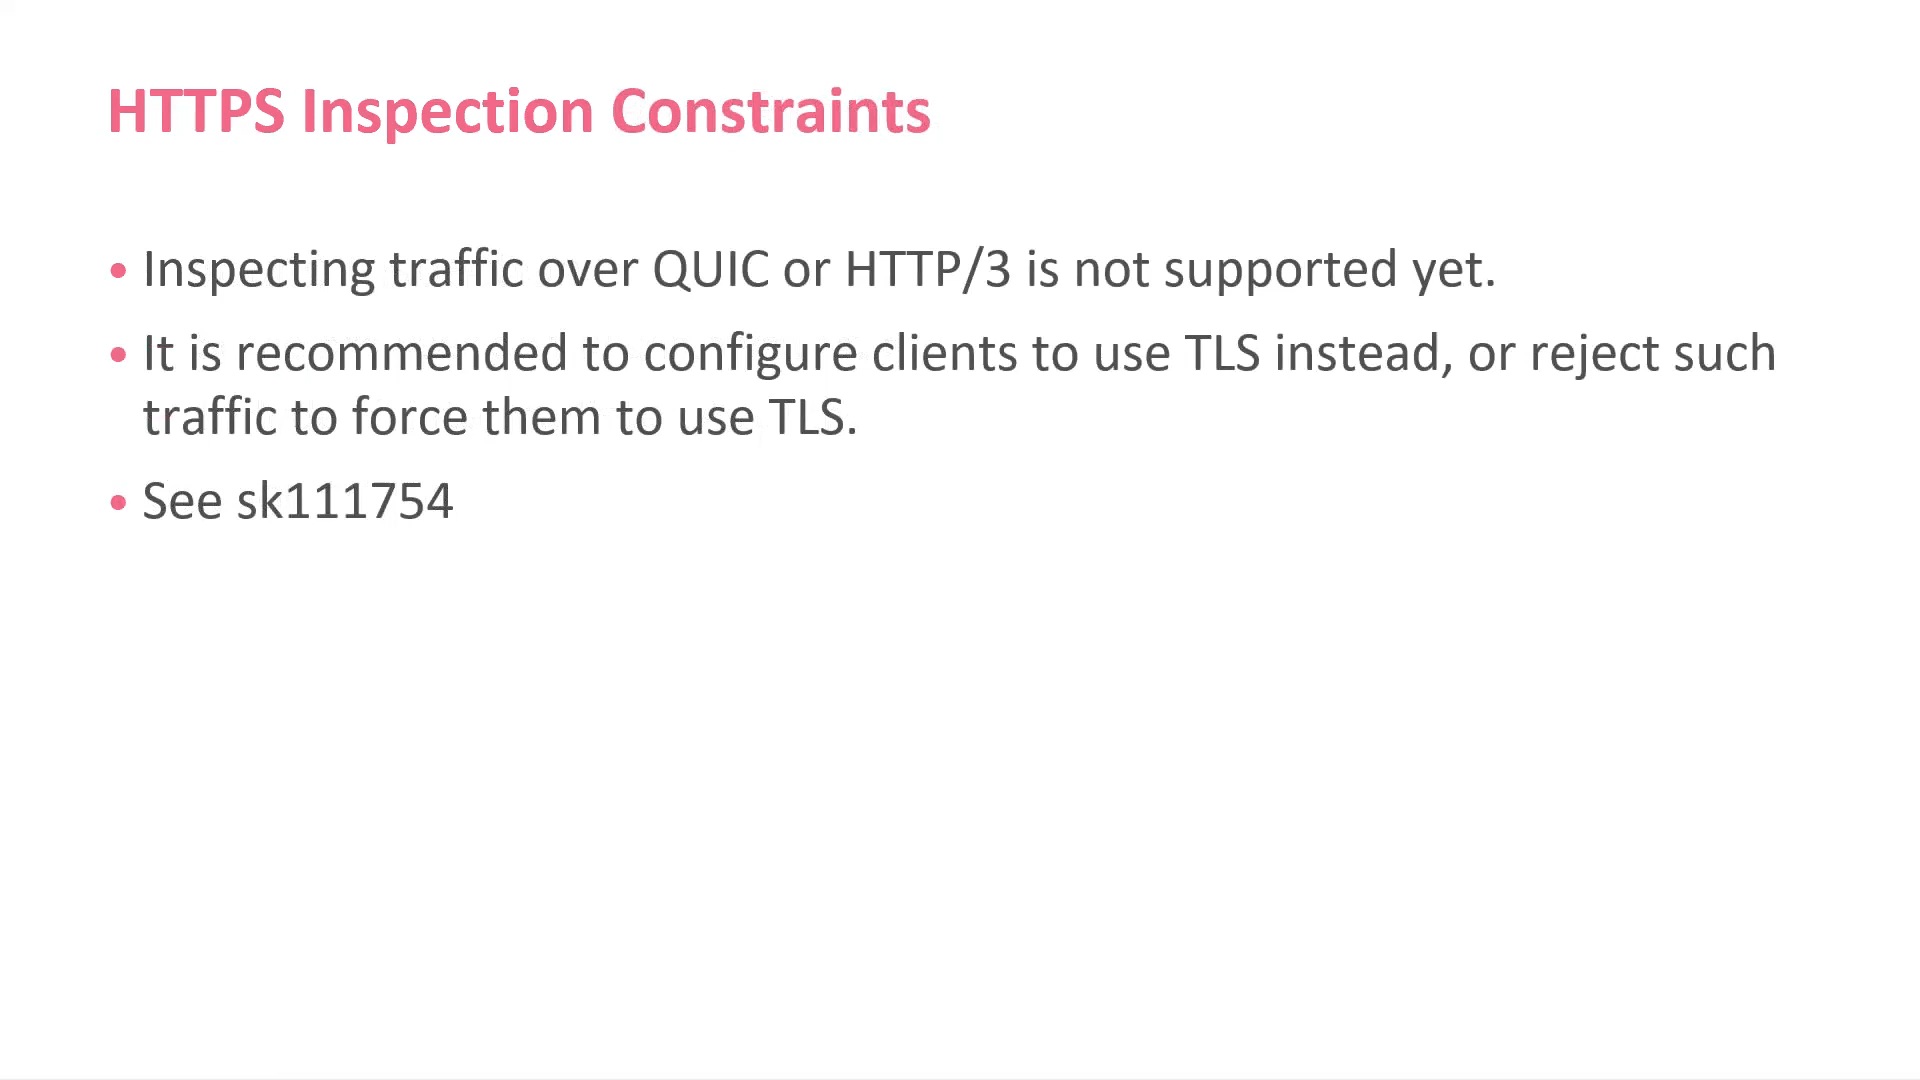 HTTPS Inspection Constraints
• Inspecting traffic over QUIC or HTTP/3 is not supported yet.
• It is recommended to configure clients to use TLS instead, or reject such
traffic to force them to use TLS.
• See sk111754